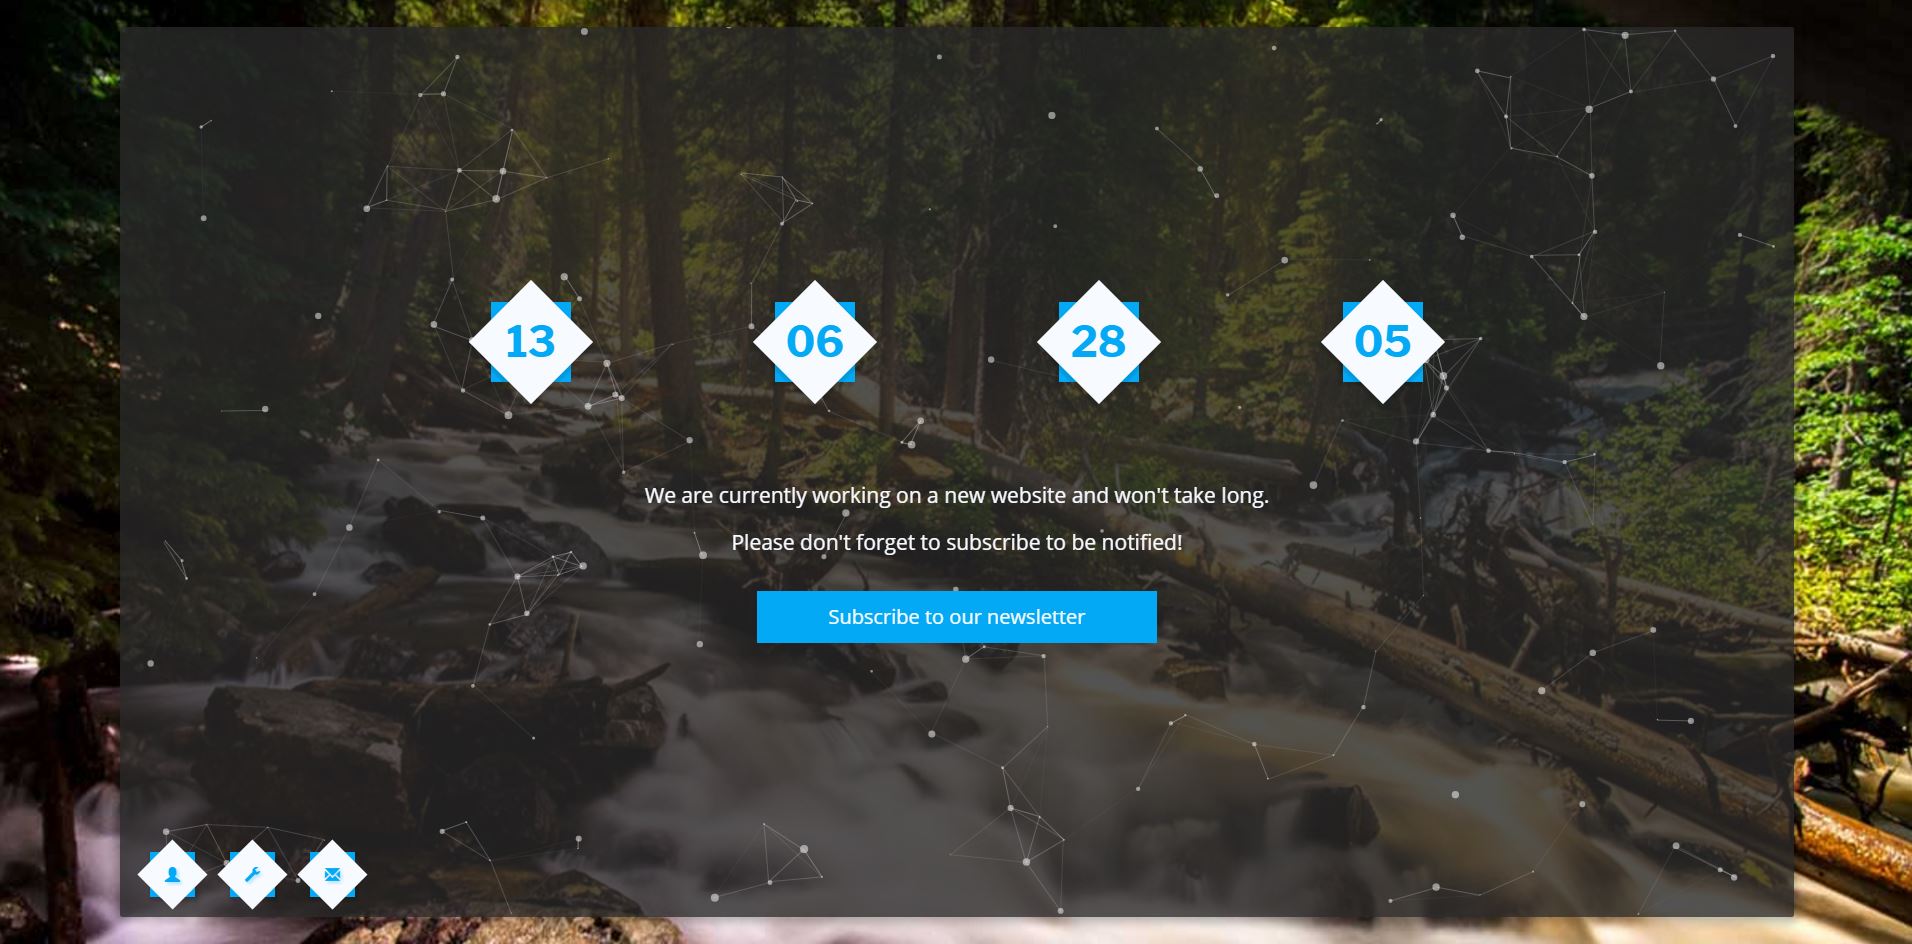 13
06
28
05
We are currently working on a new website and won't take long.
Please don't forget to subscribe to be notified!
Subscribe to our newsletter